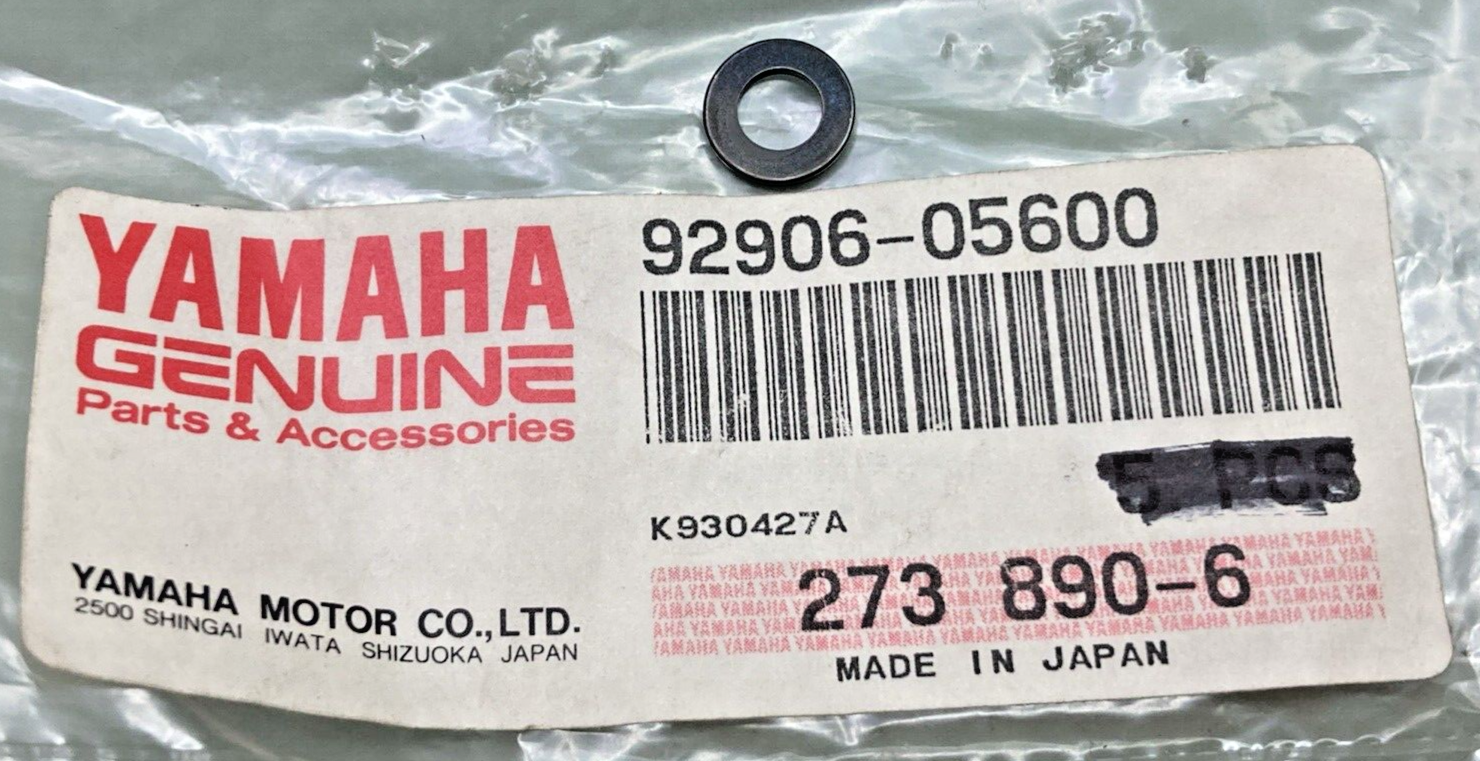 YAMAHA
GENUINE
Parts & Accessories
YAMAHA MOTOR CO.,LTD.
2500 SHINGAI IWATA SHIZUOKA JAPAN
92906-05600
5 PCS
K930427A
273 890-6
MADE IN JAPAN